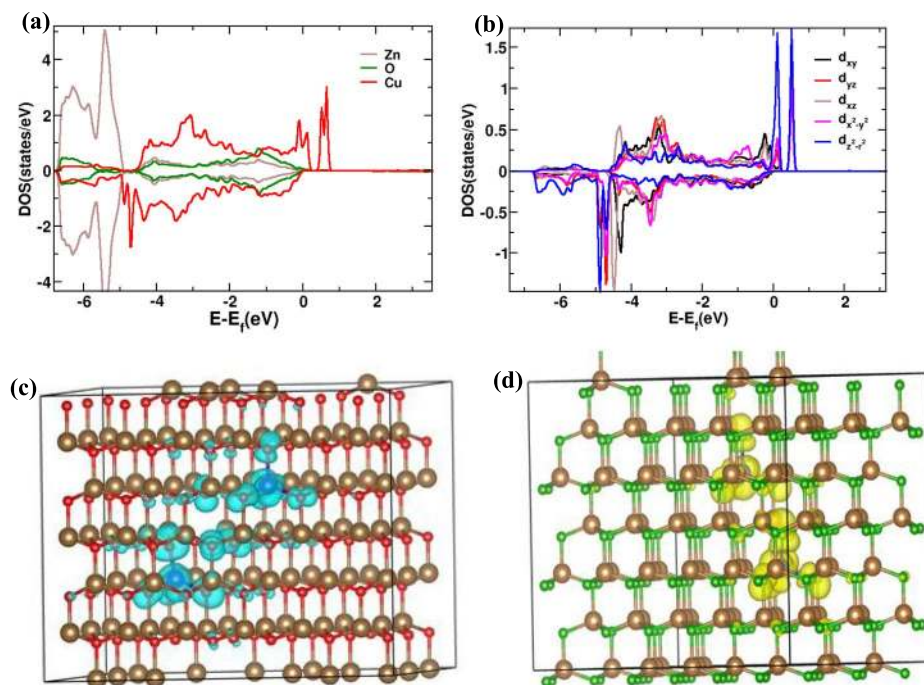 (a)
DOS(states/eV)
4
2
0
-2
-4
Zn
O
Cu
-6
-4
-2
0
2
E-E_f(eV)
(b)
DOS(states/eV)
1.5
1
0.5
0
-0.5
-1
d_xy
d_yz
d_xz
d_x²-y²
d_z²-r²
-6
-4
-2
0
2
E-E_f(eV)
(c)
(d)